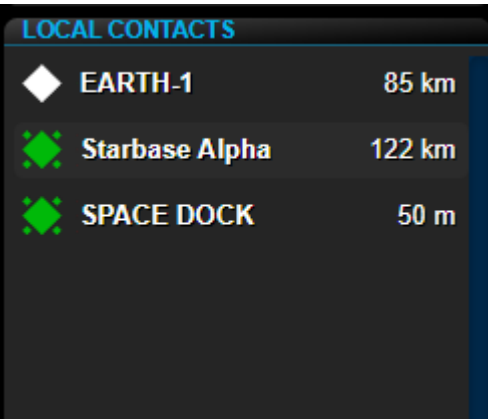 LOCAL CONTACTS
EARTH-1 85 km
Starbase Alpha 122 km
SPACE DOCK 50 m